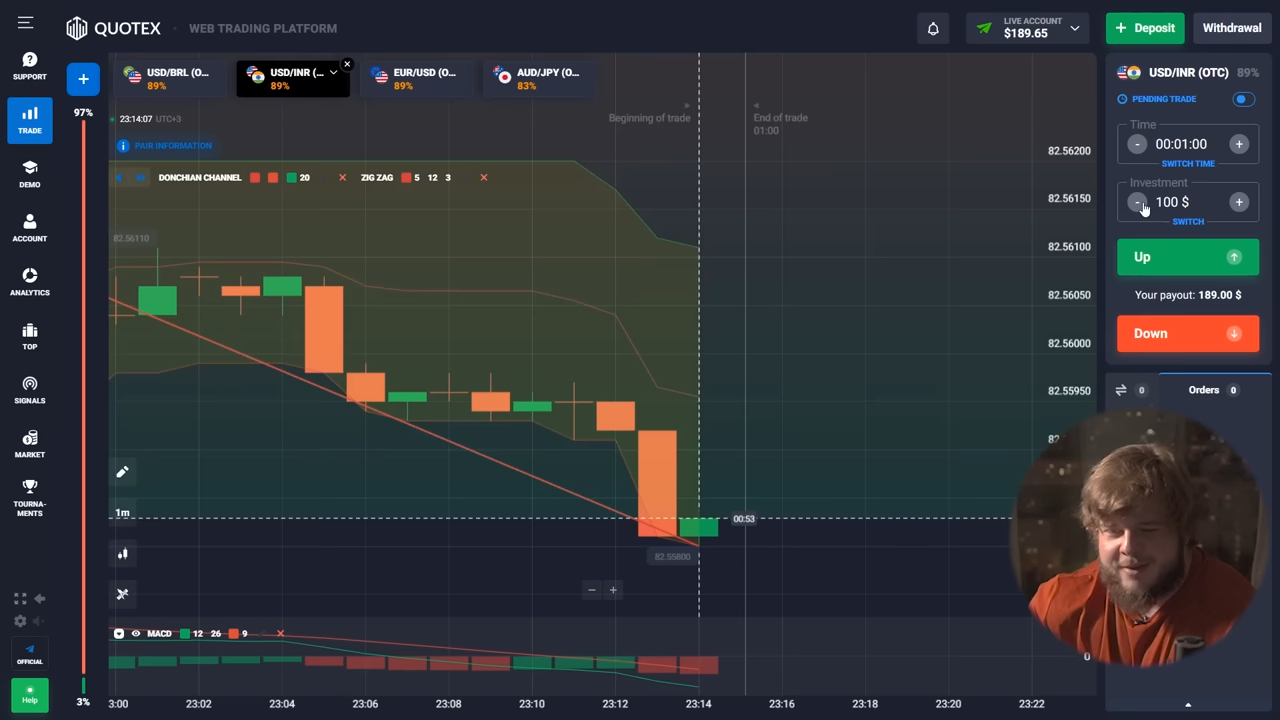 QUOTEX
WEB TRADING PLATFORM
LIVE ACCOUNT
$189.65
+ Deposit
Withdrawal
SUPPORT
TRADE
DEMO
ACCOUNT
ANALYTICS
TOP
SIGNALS
MARKET
TOURNA-
MENTS
OFFICIAL
Help
+
97%
3%
USD/BRL (O...
89%
USD/INR (...
89%
EUR/USD (O...
89%
AUD/JPY (O...
83%
23:14:07 UTC+3
PAIR INFORMATION
DONCHIAN CHANNEL 20
ZIG ZAG 5 12 3
Beginning of trade
End of trade
01:00
82.56110
82.56200
82.56150
82.56100
82.56050
82.56000
82.55950
1m
00:53
82.55800
MACD 12 26 9
0
3:00
23:02
23:04
23:06
23:08
23:10
23:12
23:14
23:16
23:18
23:20
23:22
USD/INR (OTC) 89%
PENDING TRADE
Time
- 00:01:00 +
SWITCH TIME
Investment
- 100 $ +
SWITCH
Up
Your payout: 189.00 $
Down
0
Orders 0